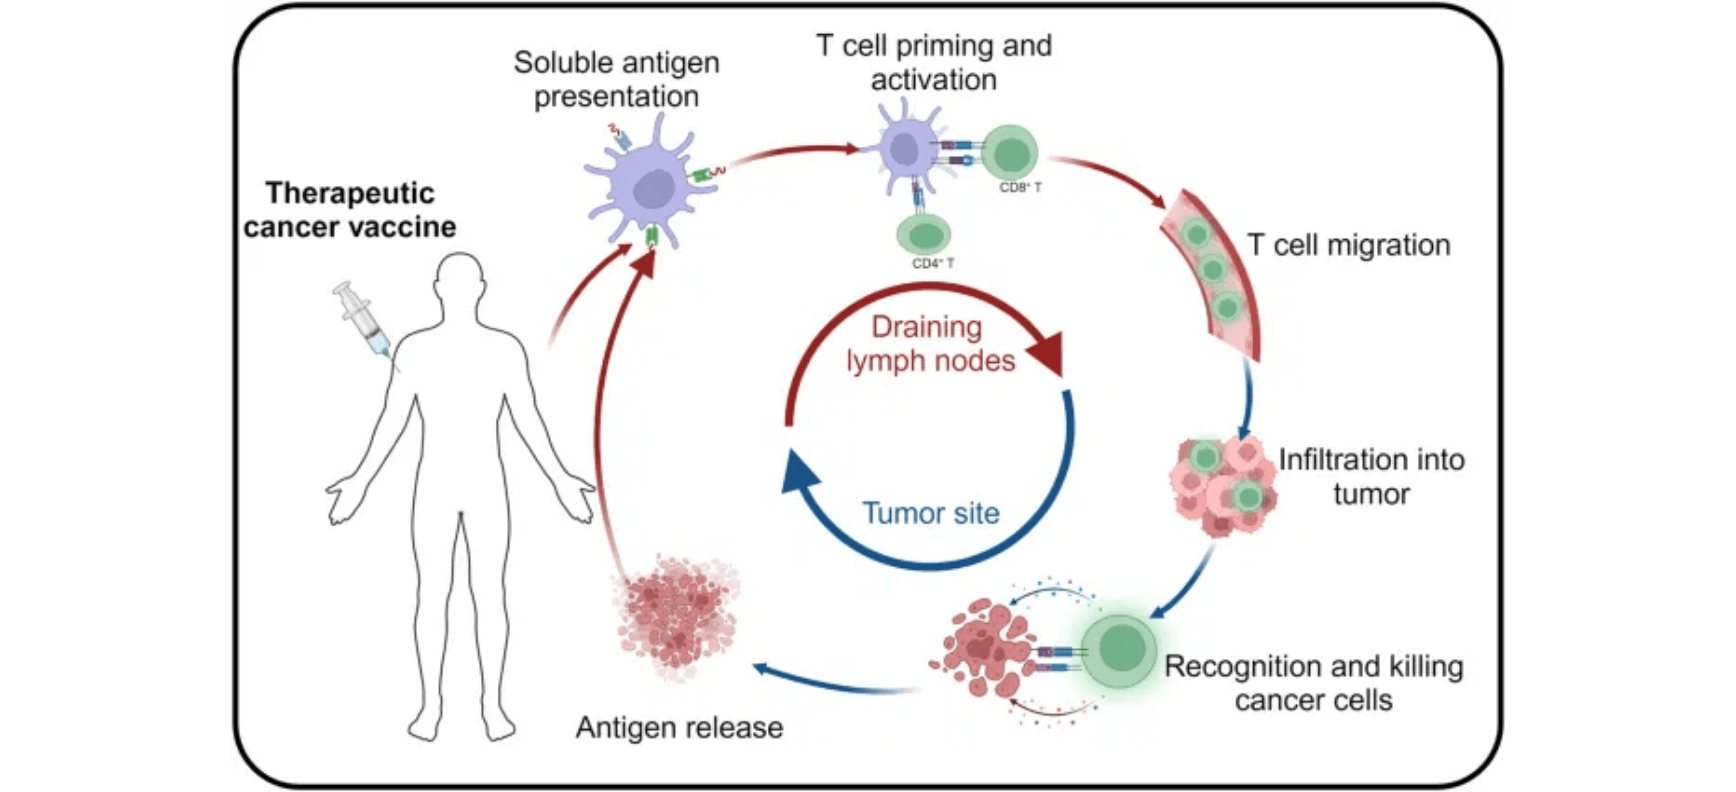 Soluble antigen
presentation
T cell priming and
activation
Therapeutic
cancer vaccine
CD8⁺ T
CD4⁺ T
T cell migration
Draining
lymph nodes
Infiltration into
tumor
Tumor site
Recognition and killing
cancer cells
Antigen release